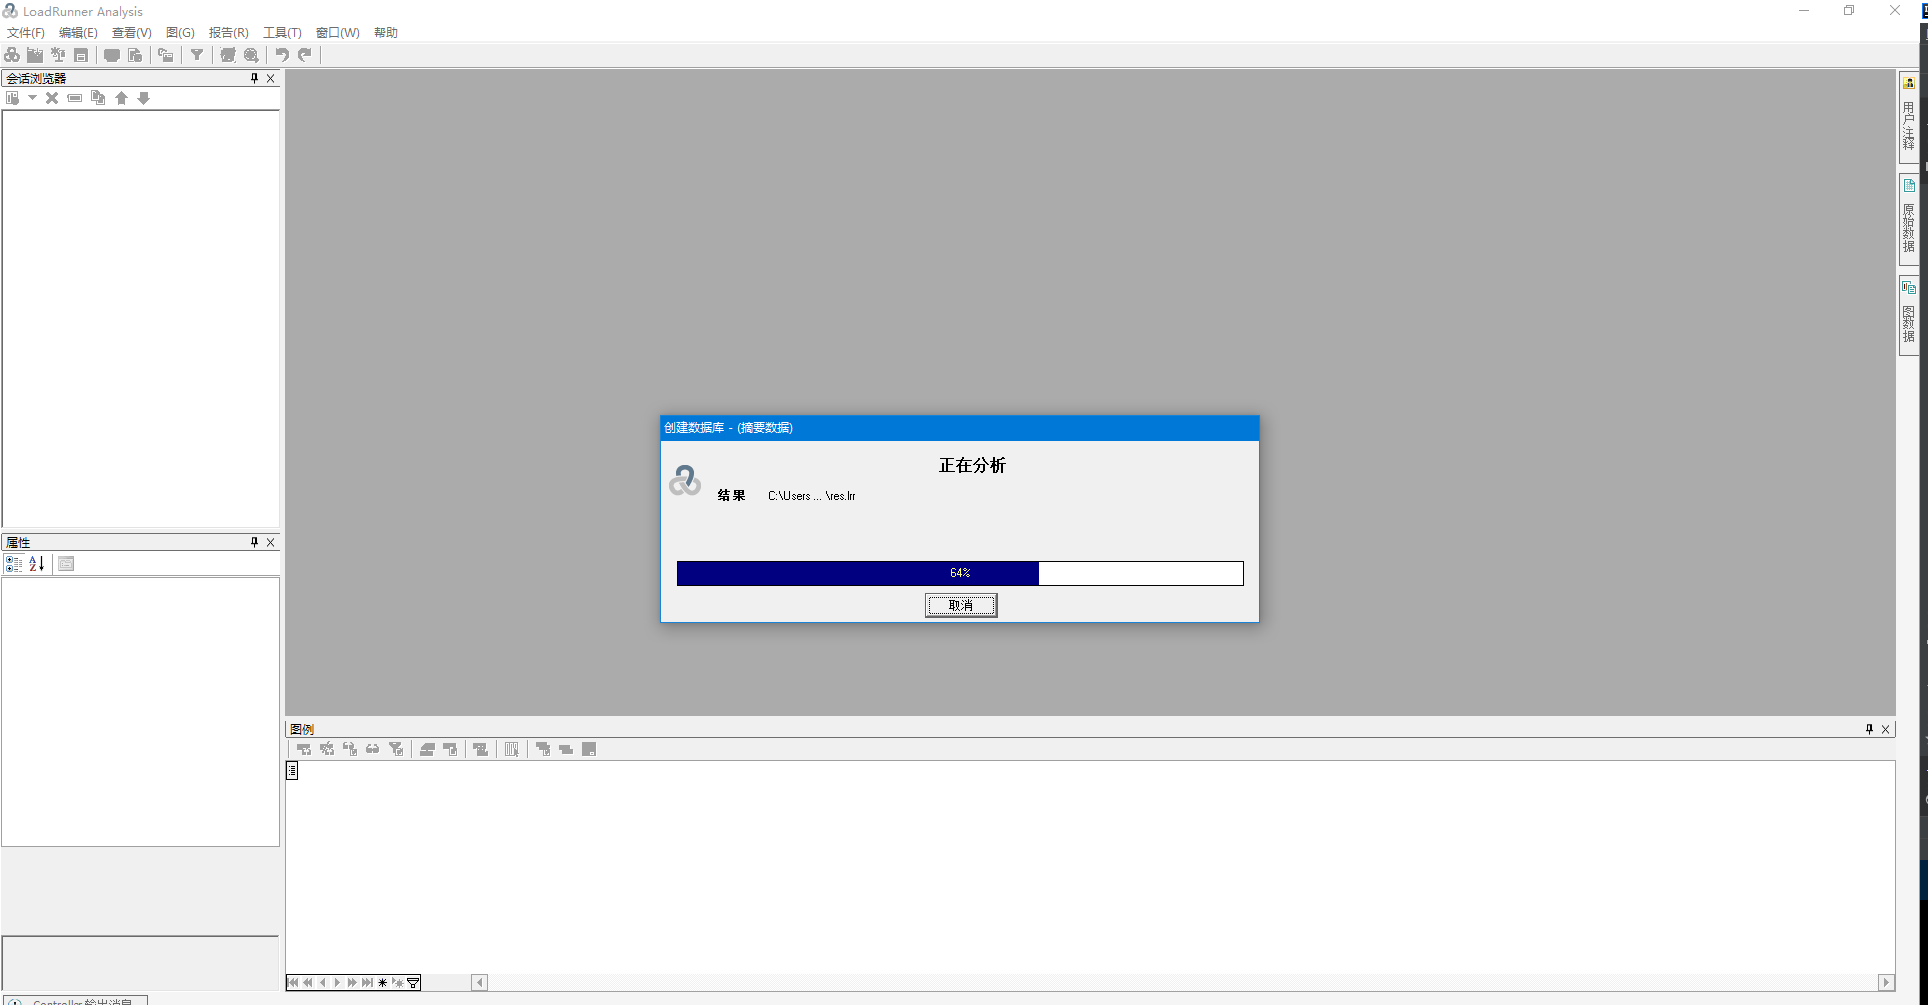 LoadRunner Analysis
文件(F) 编辑(E) 查看(V) 图(G) 报告(R) 工具(T) 窗口(W) 帮助
会话浏览器
用户注释
原始数据
图数据
创建数据库 - (摘要数据)
正在分析
结果 C:\Users ... \res.lrr
64%
取消
属性
图例
Controller 输出消息